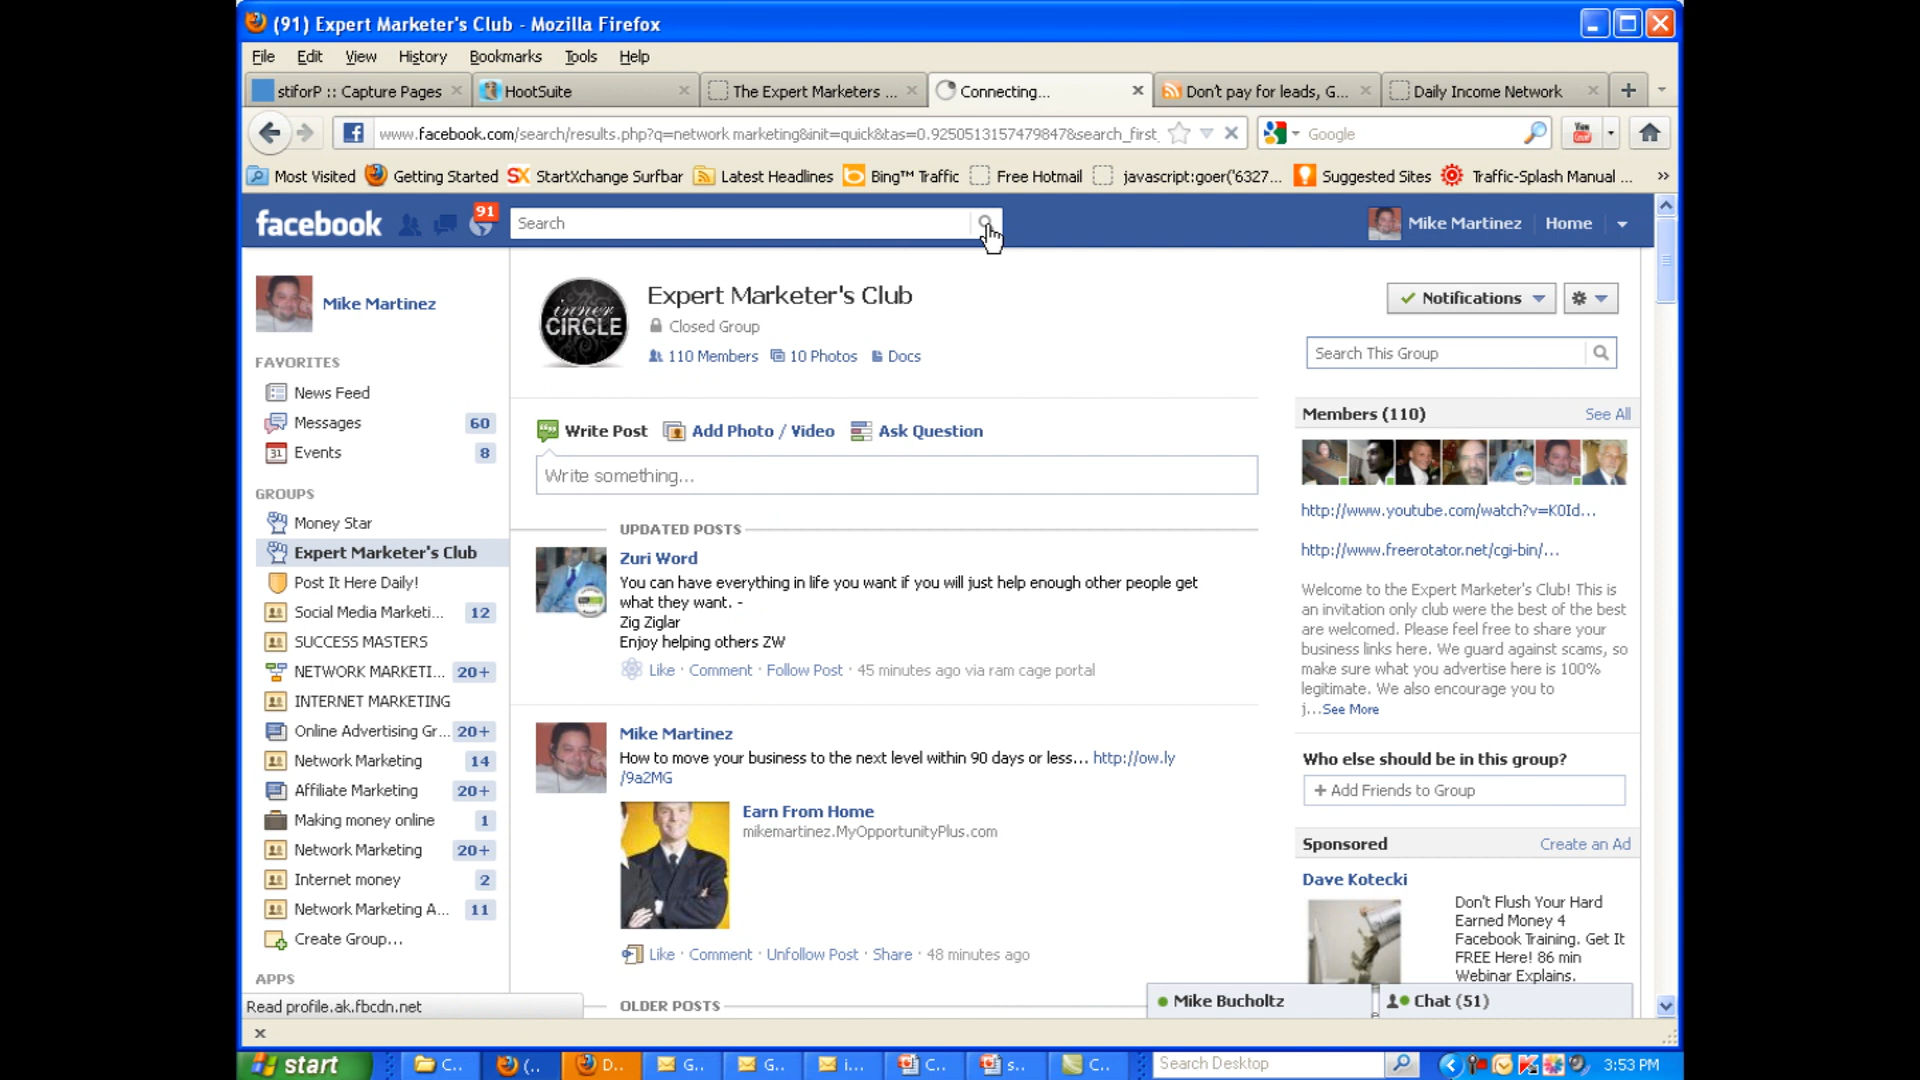 (91) Expert Marketer's Club - Mozilla Firefox
File Edit View History Bookmarks Tools Help
stiforP :: Capture Pages HootSuite The Expert Marketers ... Connecting... Don't pay for leads, G... Daily Income Network
www.facebook.com/search/results.php?q=network marketing&init=quick&tas=0.9250513157479847&search_first_ Google
Most Visited Getting Started StartXchange Surfbar Latest Headlines Bing™ Traffic Free Hotmail javascript:goer('6327... Suggested Sites Traffic-Splash Manual ... »
facebook 91 Search Mike Martinez Home
Mike Martinez
FAVORITES
News Feed
Messages 60
Events 8
GROUPS
Money Star
Expert Marketer's Club
Post It Here Daily!
Social Media Marketi... 12
SUCCESS MASTERS
NETWORK MARKETI... 20+
INTERNET MARKETING
Online Advertising Gr... 20+
Network Marketing 14
Affiliate Marketing 20+
Making money online 1
Network Marketing 20+
Internet money 2
Network Marketing A... 11
Create Group...
APPS
Read profile.ak.fbcdn.net
inner CIRCLE
Expert Marketer's Club
Closed Group
110 Members 10 Photos Docs
Write Post Add Photo / Video Ask Question
Write something...
UPDATED POSTS
Zuri Word
You can have everything in life you want if you will just help enough other people get
what they want. -
Zig Ziglar
Enjoy helping others ZW
Like · Comment · Follow Post · 45 minutes ago via ram cage portal
Mike Martinez
How to move your business to the next level within 90 days or less... http://ow.ly
/9a2MG
Earn From Home
mikemartinez.MyOpportunityPlus.com
Like · Comment · Unfollow Post · Share · 48 minutes ago
OLDER POSTS
Notifications
Search This Group
Members (110) See All
http://www.youtube.com/watch?v=K0Id...
http://www.freerotator.net/cgi-bin/...
Welcome to the Expert Marketer's Club! This is
an invitation only club were the best of the best
are welcomed. Please feel free to share your
business links here. We guard against scams, so
make sure what you advertise here is 100%
legitimate. We also encourage you to
j...See More
Who else should be in this group?
+ Add Friends to Group
Sponsored Create an Ad
Dave Kotecki
Don't Flush Your Hard
Earned Money 4
Facebook Training. Get It
FREE Here! 86 min
Webinar Explains.
Mike Bucholtz Chat (51)
x
start C... (.. D.. G.. G.. i... C... s.. C... Search Desktop 3:53 PM